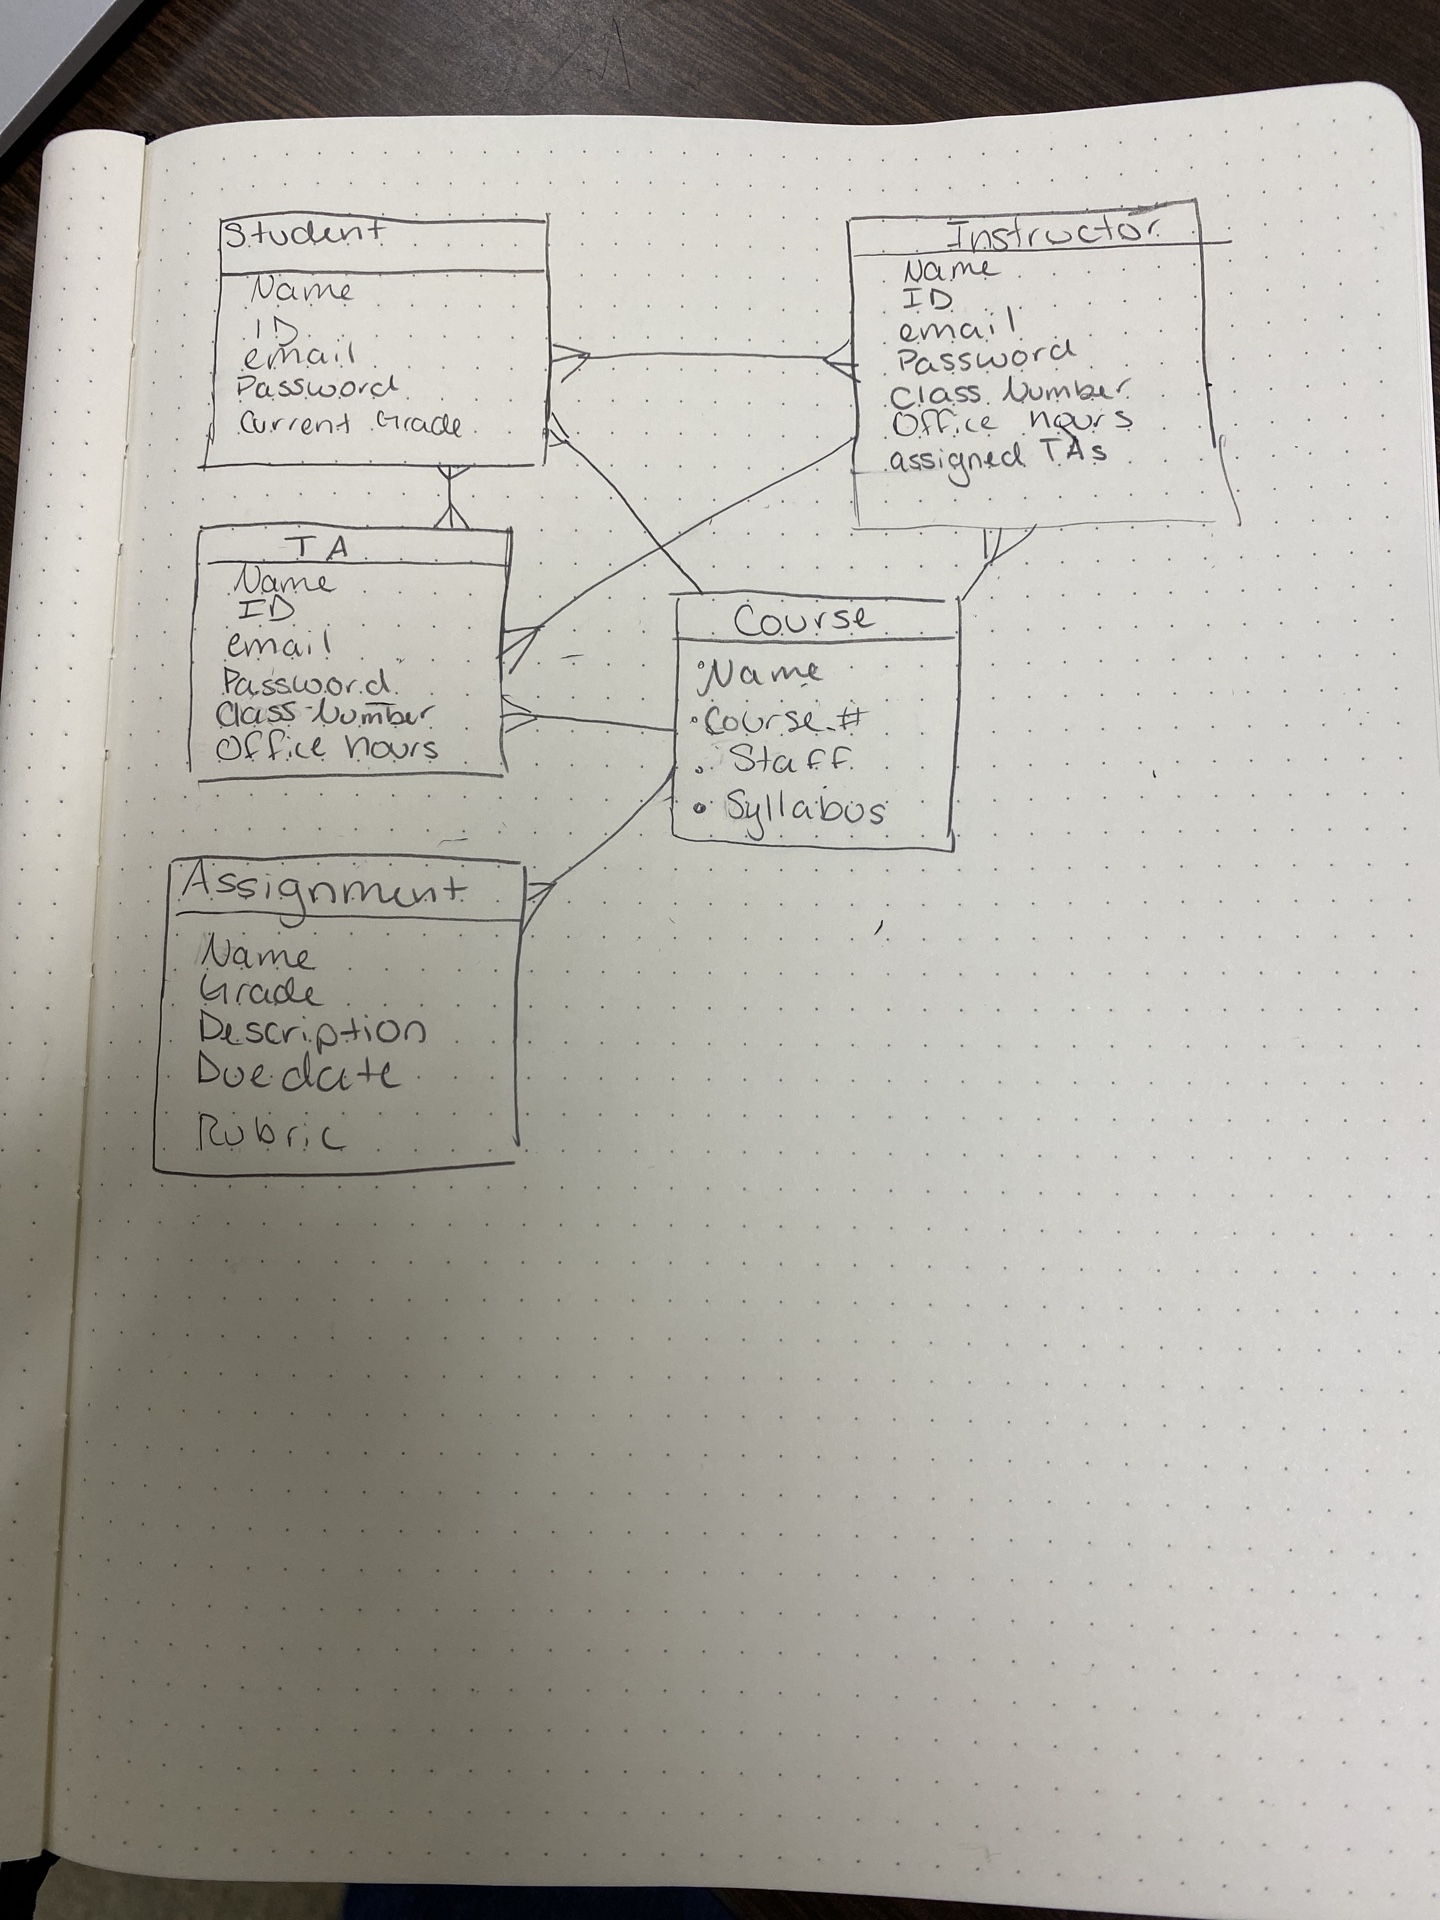 Student
Name
ID
email
Password
Current Grade
Instructor
Name
ID
email
Password
Class Number
Office hours
assigned TAs
TA
Name
ID
email
Password
Class Number
Office hours
Course
Name
Course #
Staff
Syllabus
Assignment
Name
Grade
Description
Due date
Rubric